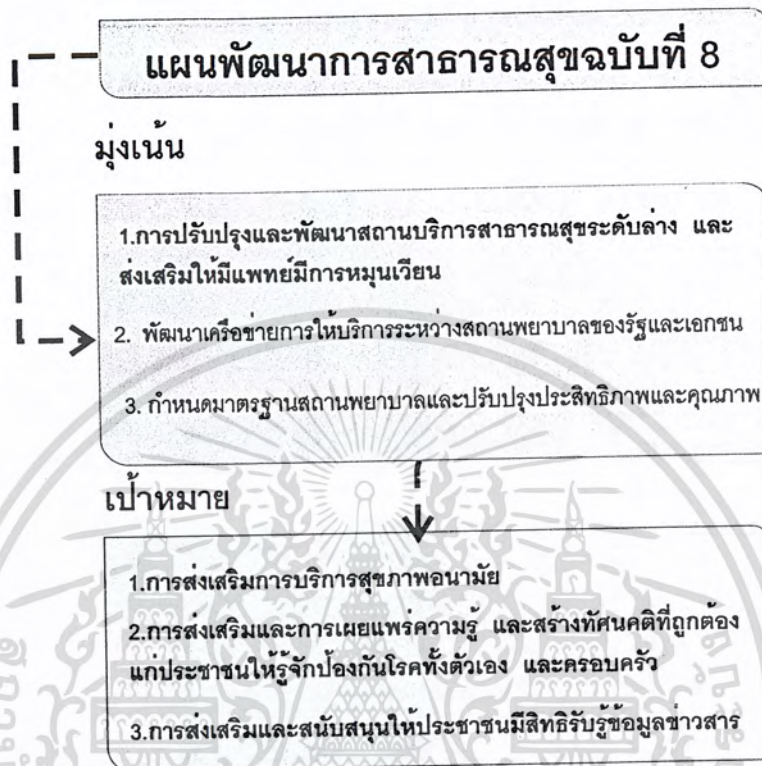 แผนพัฒนาการสาธารณสุขฉบับที่ 8
มุ่งเน้น
1.การปรับปรุงและพัฒนาสถานบริการสาธารณสุขระดับล่าง และ
ส่งเสริมให้มีแพทย์มีการหมุนเวียน
2. พัฒนาเครือข่ายการให้บริการระหว่างสถานพยาบาลของรัฐและเอกชน
3. กำหนดมาตรฐานสถานพยาบาลและปรับปรุงประสิทธิภาพและคุณภาพ
เป้าหมาย
1.การส่งเสริมการบริการสุขภาพอนามัย
2.การส่งเสริมและการเผยแพร่ความรู้ และสร้างทัศนคติที่ถูกต้อง
แก่ประชาชนให้รู้จักป้องกันโรคทั้งตัวเอง และครอบครัว
3.การส่งเสริมและสนับสนุนให้ประชาชนมีสิทธิรับรู้ข้อมูลข่าวสาร